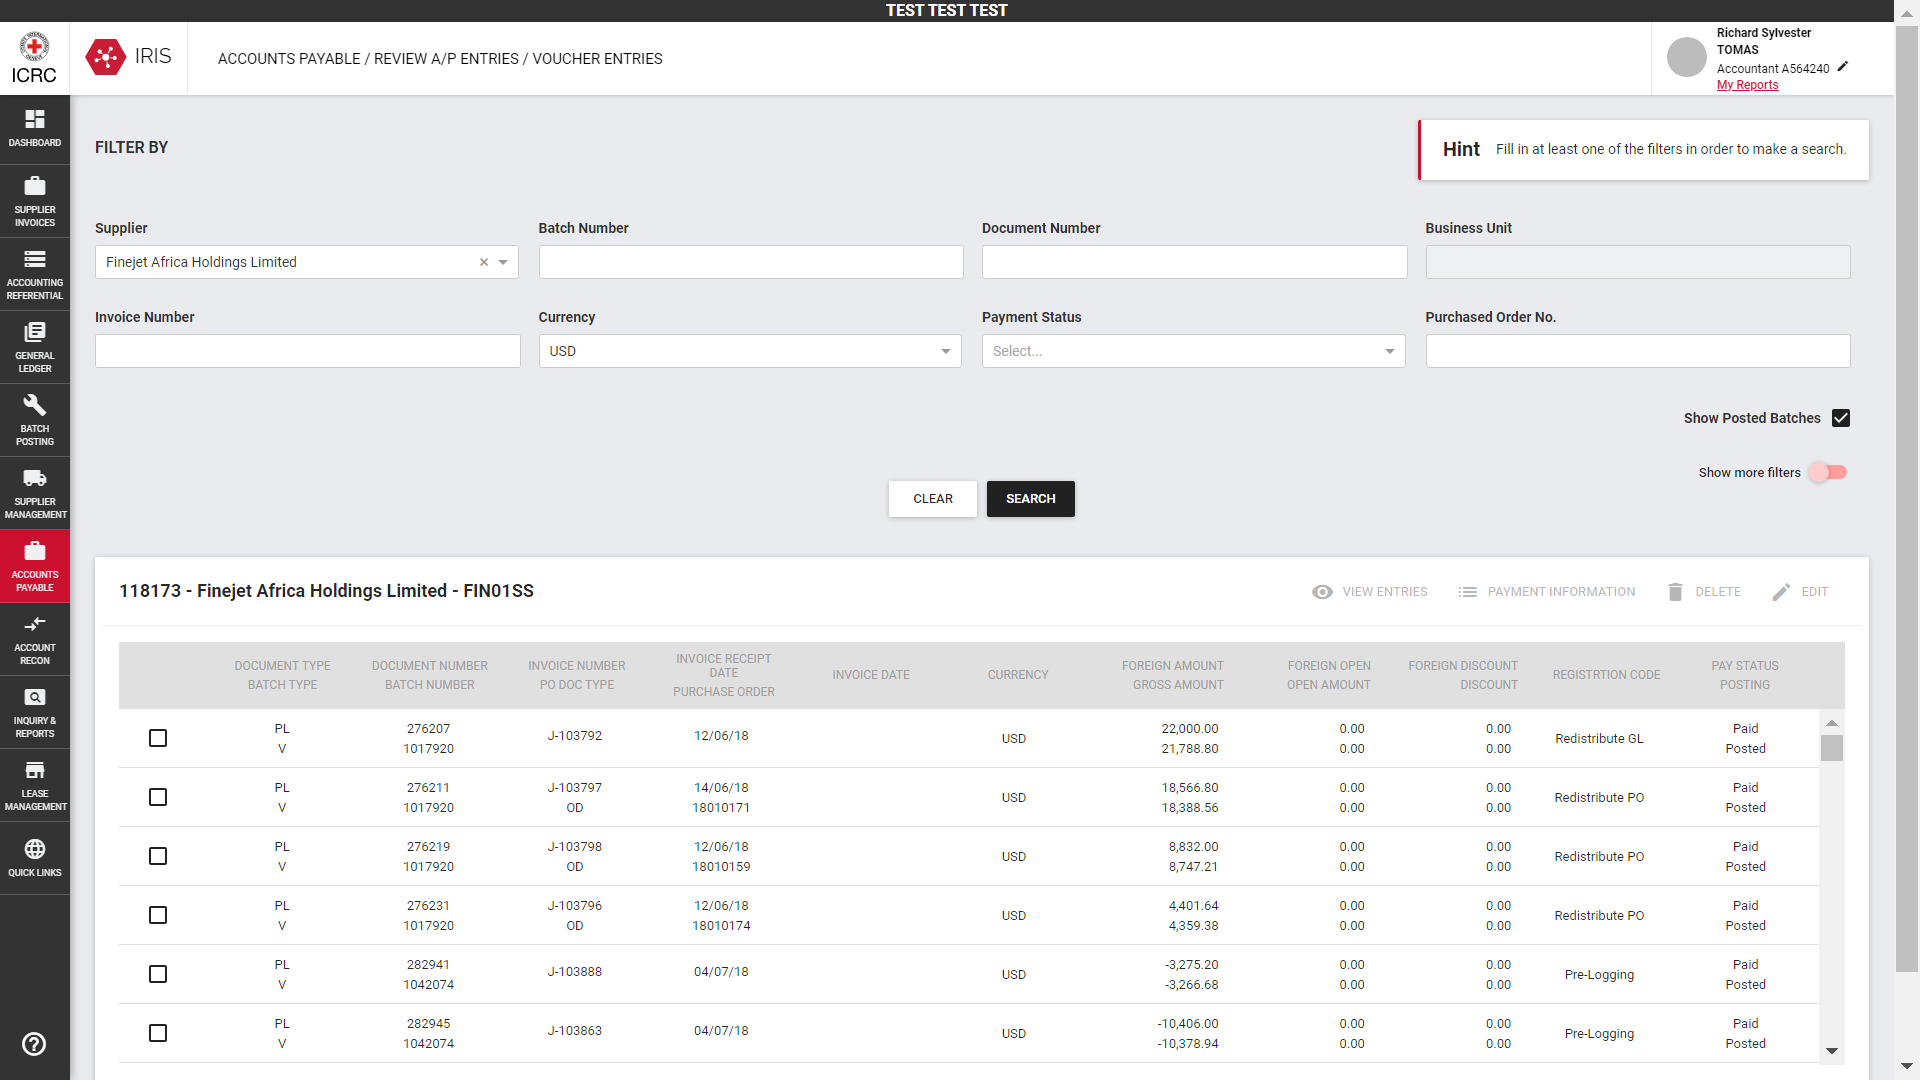 TEST TEST TEST
ICRC
IRIS
ACCOUNTS PAYABLE / REVIEW A/P ENTRIES / VOUCHER ENTRIES
Richard Sylvester
TOMAS
Accountant A564240
My Reports
DASHBOARD
SUPPLIER
INVOICES
ACCOUNTING
REFERENTIAL
GENERAL
LEDGER
BATCH
POSTING
SUPPLIER
MANAGEMENT
ACCOUNTS
PAYABLE
ACCOUNT
RECON
INQUIRY &
REPORTS
LEASE
MANAGEMENT
QUICK LINKS
FILTER BY
Hint Fill in at least one of the filters in order to make a search.
Supplier Batch Number Document Number Business Unit
Finejet Africa Holdings Limited
Invoice Number Currency Payment Status Purchased Order No.
USD Select...
Show Posted Batches
Show more filters
CLEAR SEARCH
118173 - Finejet Africa Holdings Limited - FIN01SS
VIEW ENTRIES PAYMENT INFORMATION DELETE EDIT
DOCUMENT TYPE
BATCH TYPE
DOCUMENT NUMBER
BATCH NUMBER
INVOICE NUMBER
PO DOC TYPE
INVOICE RECEIPT
DATE
PURCHASE ORDER
INVOICE DATE
CURRENCY
FOREIGN AMOUNT
GROSS AMOUNT
FOREIGN OPEN
OPEN AMOUNT
FOREIGN DISCOUNT
DISCOUNT
REGISTRTION CODE
PAY STATUS
POSTING
PL 276207 J-103792 12/06/18 USD 22,000.00 0.00 0.00 Redistribute GL Paid
V 1017920 21,788.80 0.00 0.00 Posted
PL 276211 J-103797 14/06/18 USD 18,566.80 0.00 0.00 Redistribute PO Paid
V 1017920 OD 18010171 18,388.56 0.00 0.00 Posted
PL 276219 J-103798 12/06/18 USD 8,832.00 0.00 0.00 Redistribute PO Paid
V 1017920 OD 18010159 8,747.21 0.00 0.00 Posted
PL 276231 J-103796 12/06/18 USD 4,401.64 0.00 0.00 Redistribute PO Paid
V 1017920 OD 18010174 4,359.38 0.00 0.00 Posted
PL 282941 J-103888 04/07/18 USD -3,275.20 0.00 0.00 Pre-Logging Paid
V 1042074 -3,266.68 0.00 0.00 Posted
PL 282945 J-103863 04/07/18 USD -10,406.00 0.00 0.00 Pre-Logging Paid
V 1042074 -10,378.94 0.00 0.00 Posted